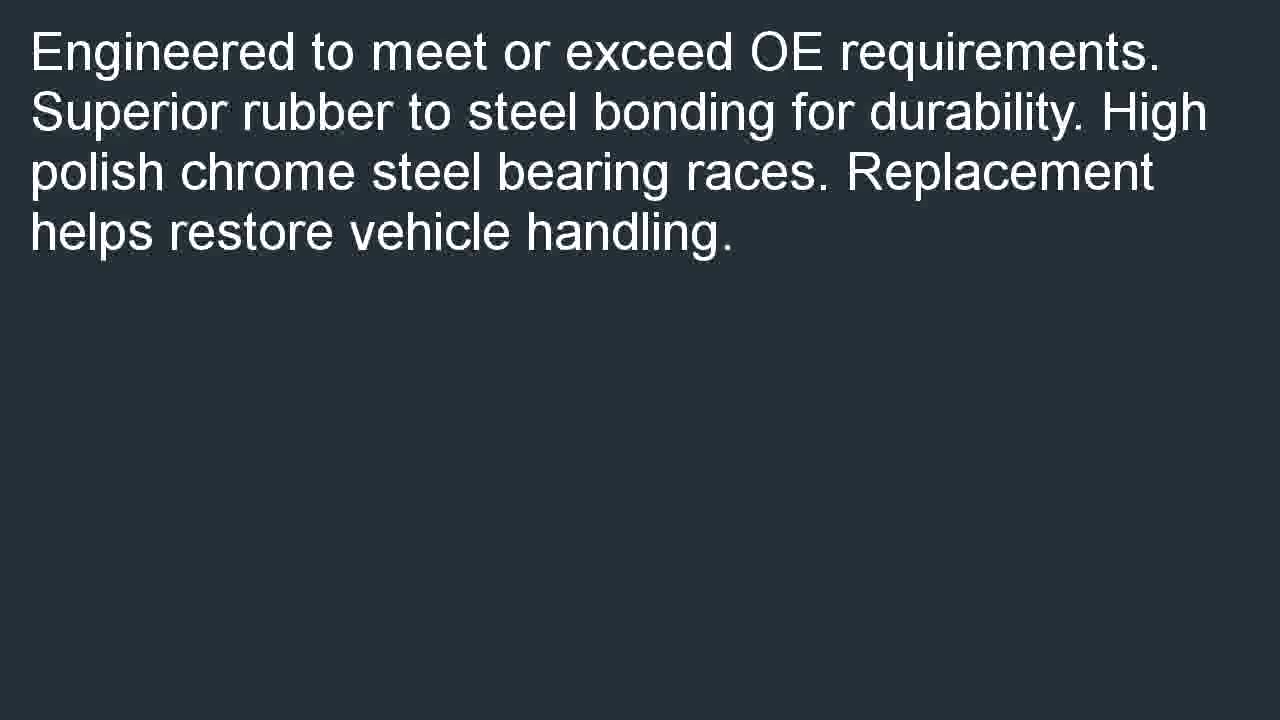 Engineered to meet or exceed OE requirements.
Superior rubber to steel bonding for durability. High
polish chrome steel bearing races. Replacement
helps restore vehicle handling.